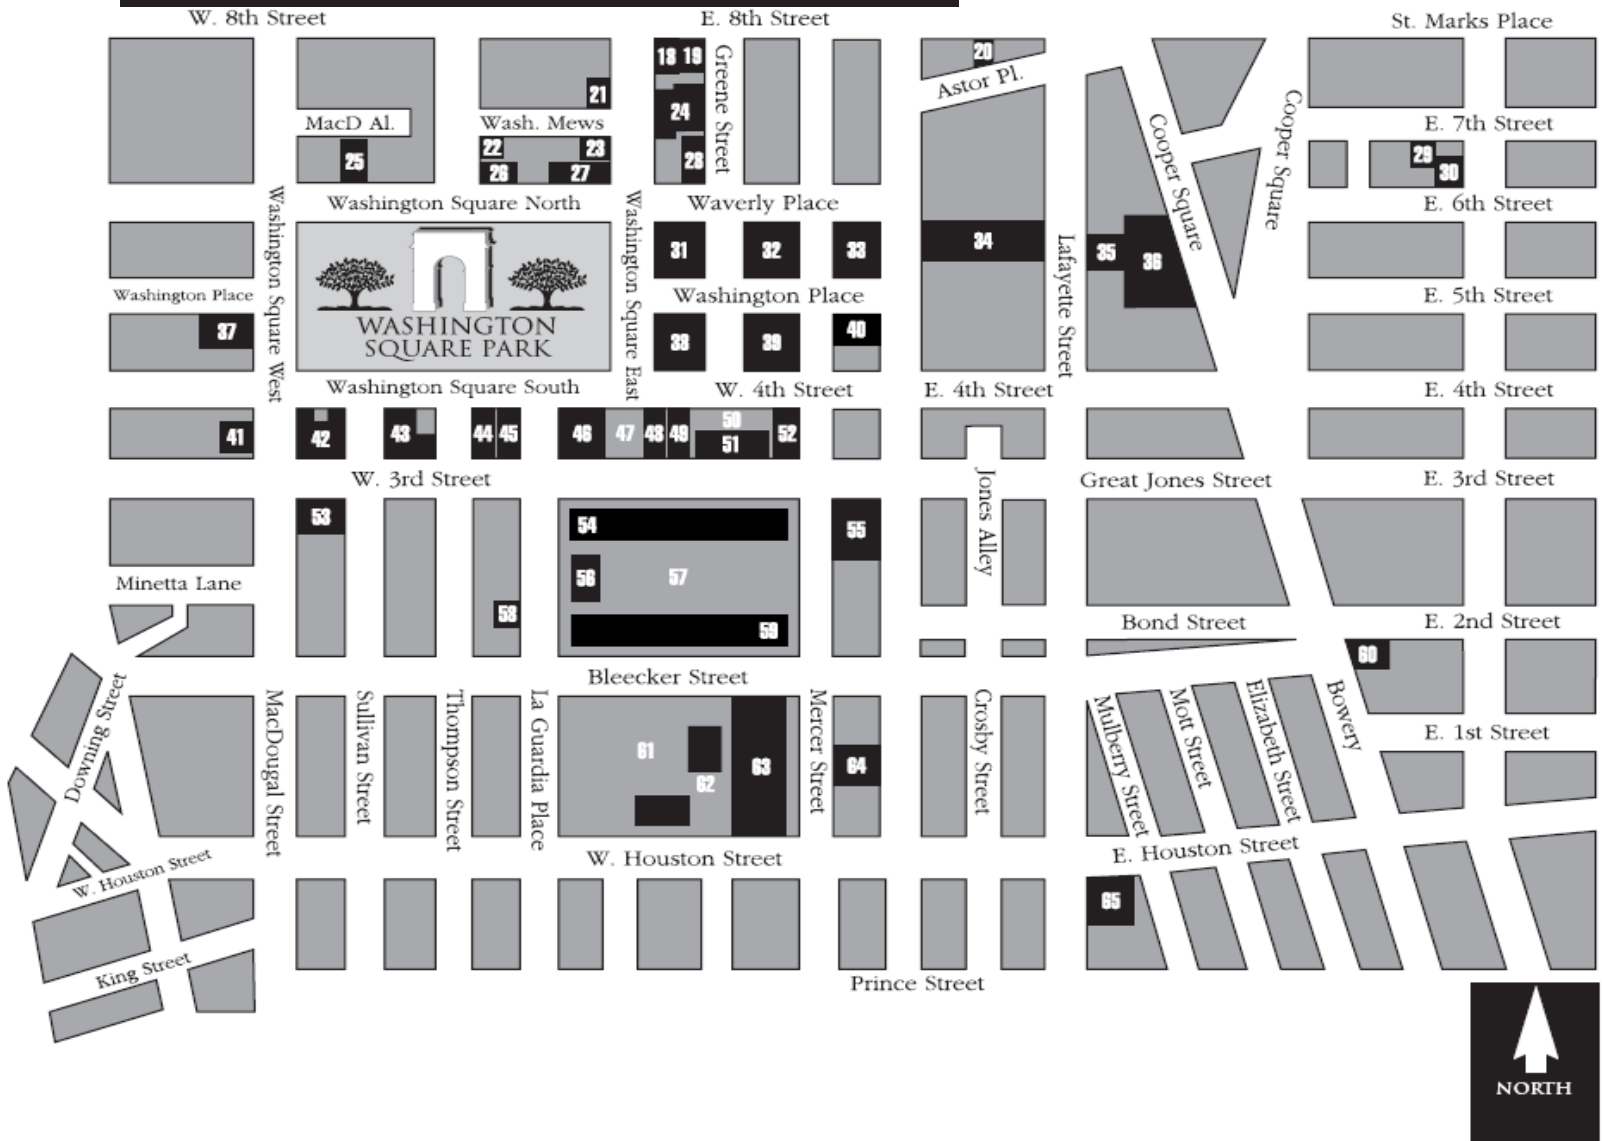 W. 8th Street
E. 8th Street
St. Marks Place
18
19
20
Astor Pl.
21
24
Greene Street
MacD Al.
Wash. Mews
22
23
25
26
27
28
Cooper Square
Cooper Square
E. 7th Street
29
30
Washington Square North
Waverly Place
E. 6th Street
Washington Square West
Washington Square East
31
32
33
34
Lafayette Street
35
36
Washington Place
WASHINGTON
SQUARE PARK
Washington Place
E. 5th Street
37
38
39
40
Washington Square South
W. 4th Street
E. 4th Street
E. 4th Street
41
42
43
44
45
46
47
48
49
50
51
52
W. 3rd Street
Jones Alley
Great Jones Street
E. 3rd Street
53
54
55
56
57
58
59
Minetta Lane
Bond Street
E. 2nd Street
60
Bleecker Street
Downing Street
MacDougal Street
Sullivan Street
Thompson Street
La Guardia Place
61
62
63
Mercer Street
64
Crosby Street
Mulberry Street
Mott Street
Elizabeth Street
Bowery
E. 1st Street
W. Houston Street
W. Houston Street
E. Houston Street
65
King Street
Prince Street
NORTH